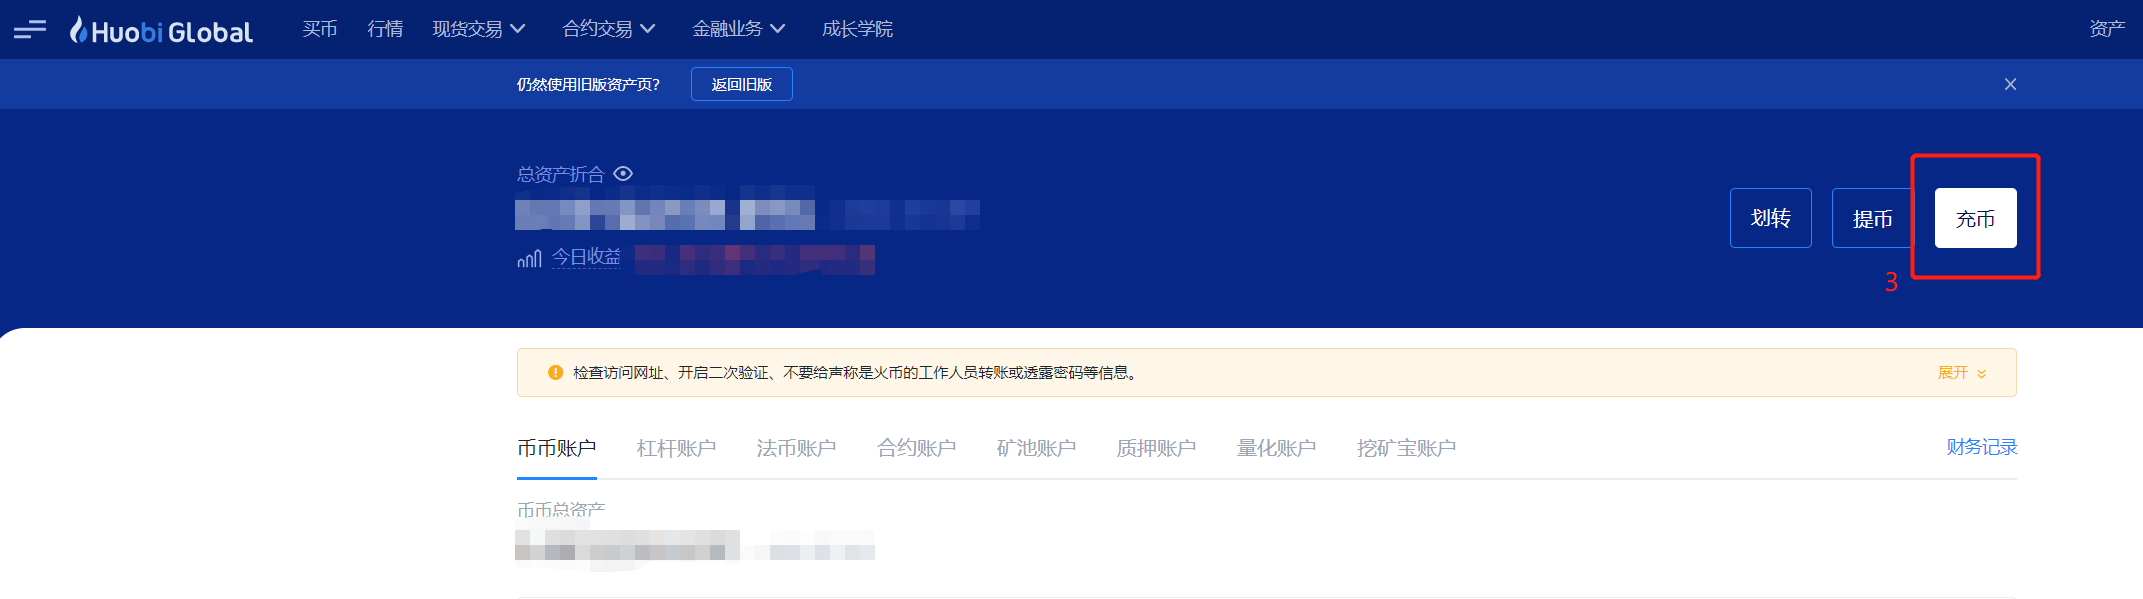 Huobi Global 买币 行情 现货交易 合约交易 金融业务 成长学院 资产
仍然使用旧版资产页? 返回旧版
总资产折合
划转 提币 充币
今日收益
3
检查访问网址、开启二次验证、不要给声称是火币的工作人员转账或透露密码等信息。 展开
币币账户 杠杆账户 法币账户 合约账户 矿池账户 质押账户 量化账户 挖矿宝账户 财务记录
币币总资产